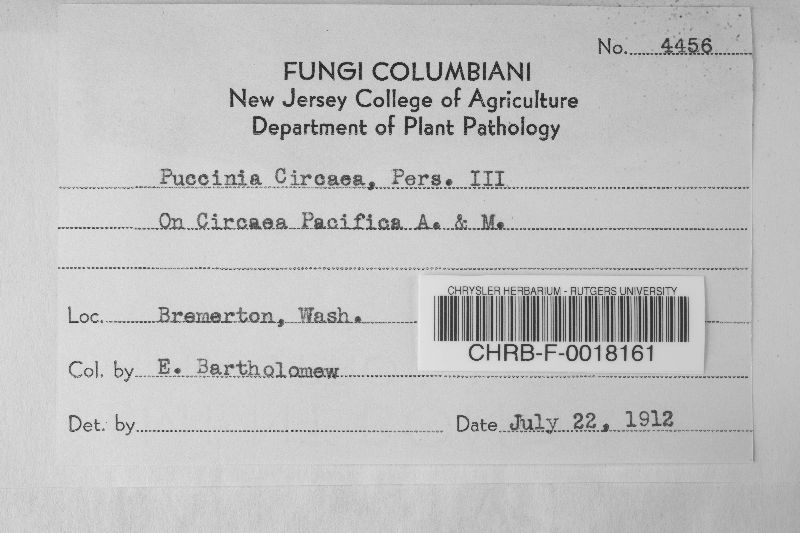 No. 4456
FUNGI COLUMBIANI
New Jersey College of Agriculture
Department of Plant Pathology
Puccinia Circaea, Pers. III
On Circaea Pacifica A. & M.
Loc. Bremerton, Wash.
CHRYSLER HERBARIUM - RUTGERS UNIVERSITY
CHRB-F-0018161
Col. by E. Bartholomew
Det. by
Date July 22, 1912